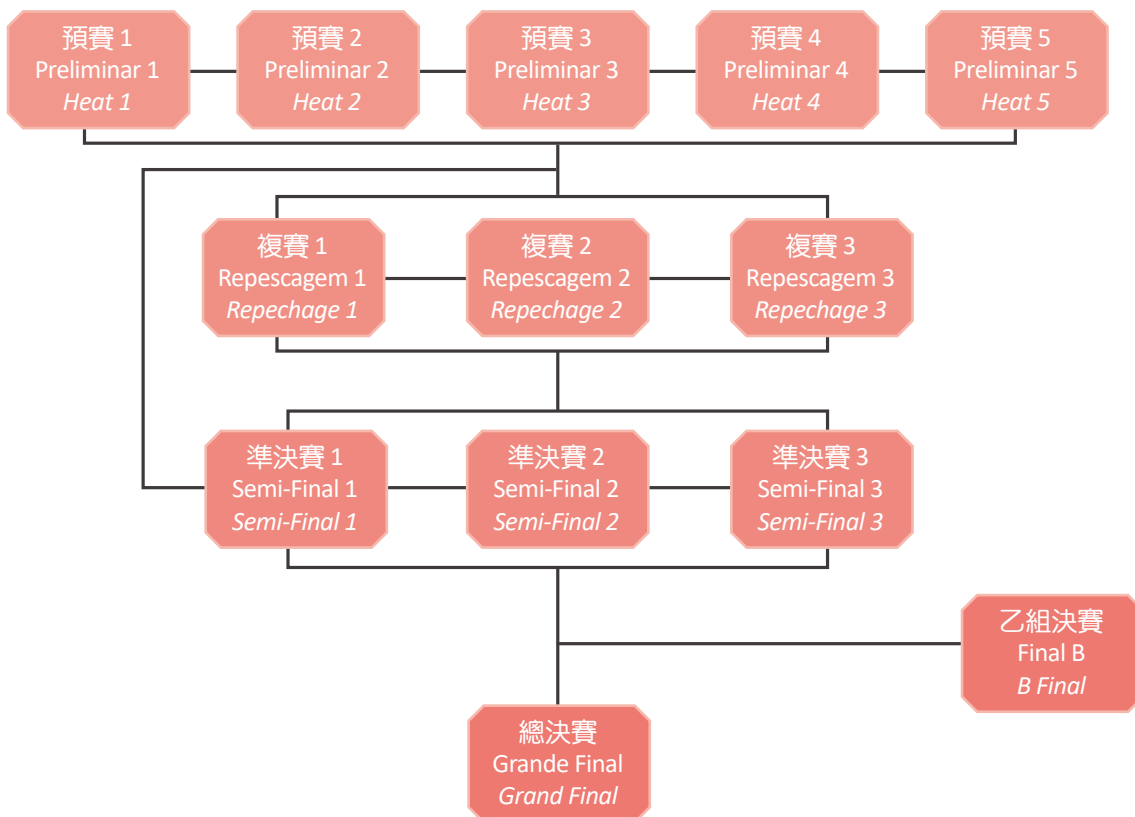 預賽 1
Preliminar 1
Heat 1
預賽 2
Preliminar 2
Heat 2
預賽 3
Preliminar 3
Heat 3
預賽 4
Preliminar 4
Heat 4
預賽 5
Preliminar 5
Heat 5
複賽 1
Repescagem 1
Repechage 1
複賽 2
Repescagem 2
Repechage 2
複賽 3
Repescagem 3
Repechage 3
準決賽 1
Semi-Final 1
Semi-Final 1
準決賽 2
Semi-Final 2
Semi-Final 2
準決賽 3
Semi-Final 3
Semi-Final 3
乙組決賽
Final B
B Final
總決賽
Grande Final
Grand Final